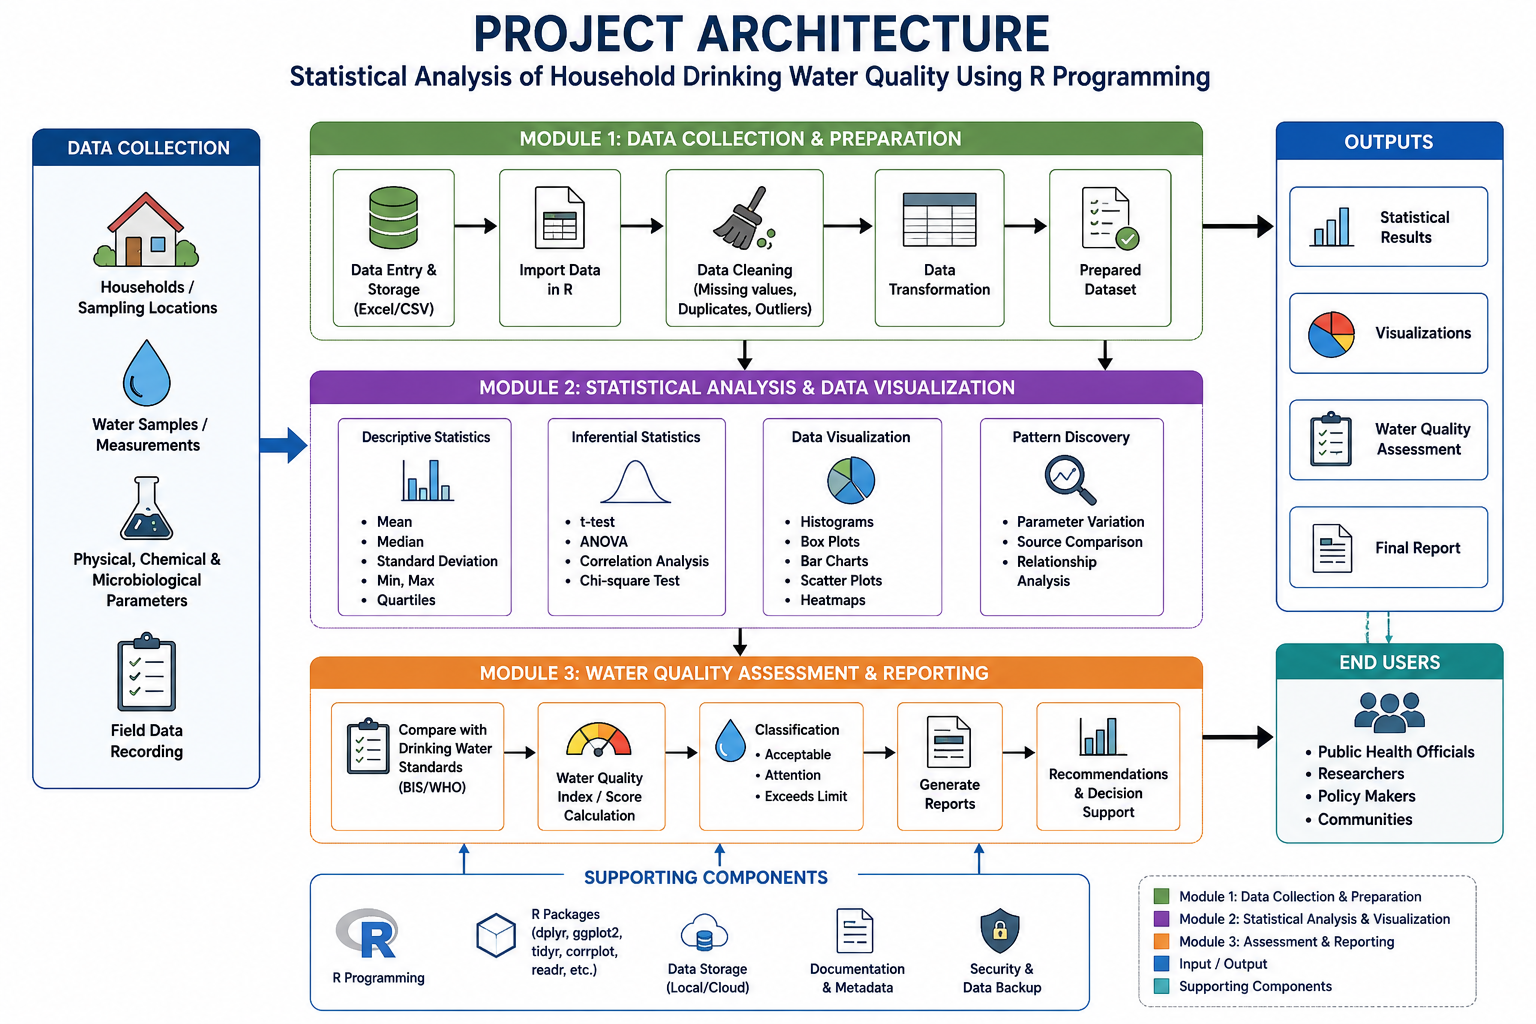 PROJECT ARCHITECTURE
Statistical Analysis of Household Drinking Water Quality Using R Programming
DATA COLLECTION
Households /
Sampling Locations
Water Samples /
Measurements
Physical, Chemical &
Microbiological
Parameters
Field Data
Recording
MODULE 1: DATA COLLECTION & PREPARATION
Data Entry &
Storage
(Excel/CSV)
Import Data
in R
Data Cleaning
(Missing values,
Duplicates, Outliers)
Data
Transformation
Prepared
Dataset
MODULE 2: STATISTICAL ANALYSIS & DATA VISUALIZATION
Descriptive Statistics
• Mean
• Median
• Standard Deviation
• Min, Max
• Quartiles
Inferential Statistics
• t-test
• ANOVA
• Correlation Analysis
• Chi-square Test
Data Visualization
• Histograms
• Box Plots
• Bar Charts
• Scatter Plots
• Heatmaps
Pattern Discovery
• Parameter Variation
• Source Comparison
• Relationship
Analysis
MODULE 3: WATER QUALITY ASSESSMENT & REPORTING
Compare with
Drinking Water
Standards
(BIS/WHO)
Water Quality
Index / Score
Calculation
Classification
• Acceptable
• Attention
• Exceeds Limit
Generate
Reports
Recommendations
& Decision
Support
SUPPORTING COMPONENTS
R
R Programming
R Packages
(dplyr, ggplot2,
tidyr, corrplot,
readr, etc.)
Data Storage
(Local/Cloud)
Documentation
& Metadata
Security &
Data Backup
OUTPUTS
Statistical
Results
Visualizations
Water Quality
Assessment
Final Report
END USERS
• Public Health Officials
• Researchers
• Policy Makers
• Communities
Module 1: Data Collection & Preparation
Module 2: Statistical Analysis & Visualization
Module 3: Assessment & Reporting
Input / Output
Supporting Components